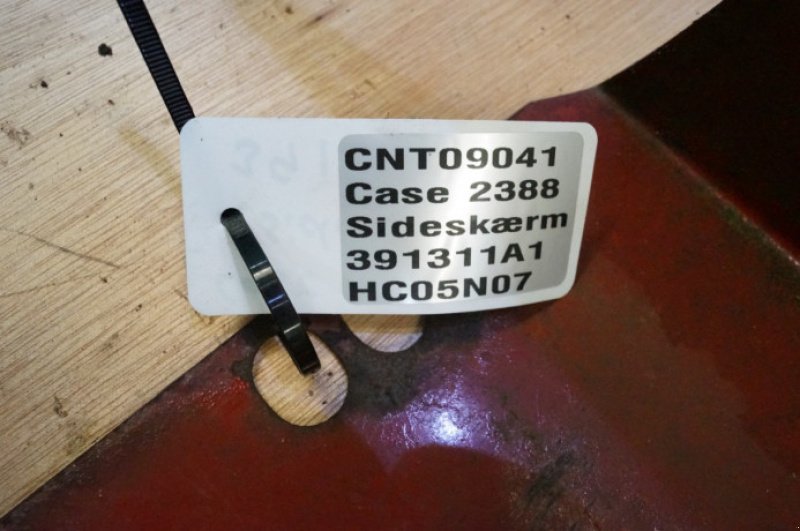 CNT09041
Case 2388
Sideskærm
391311A1
HC05N07